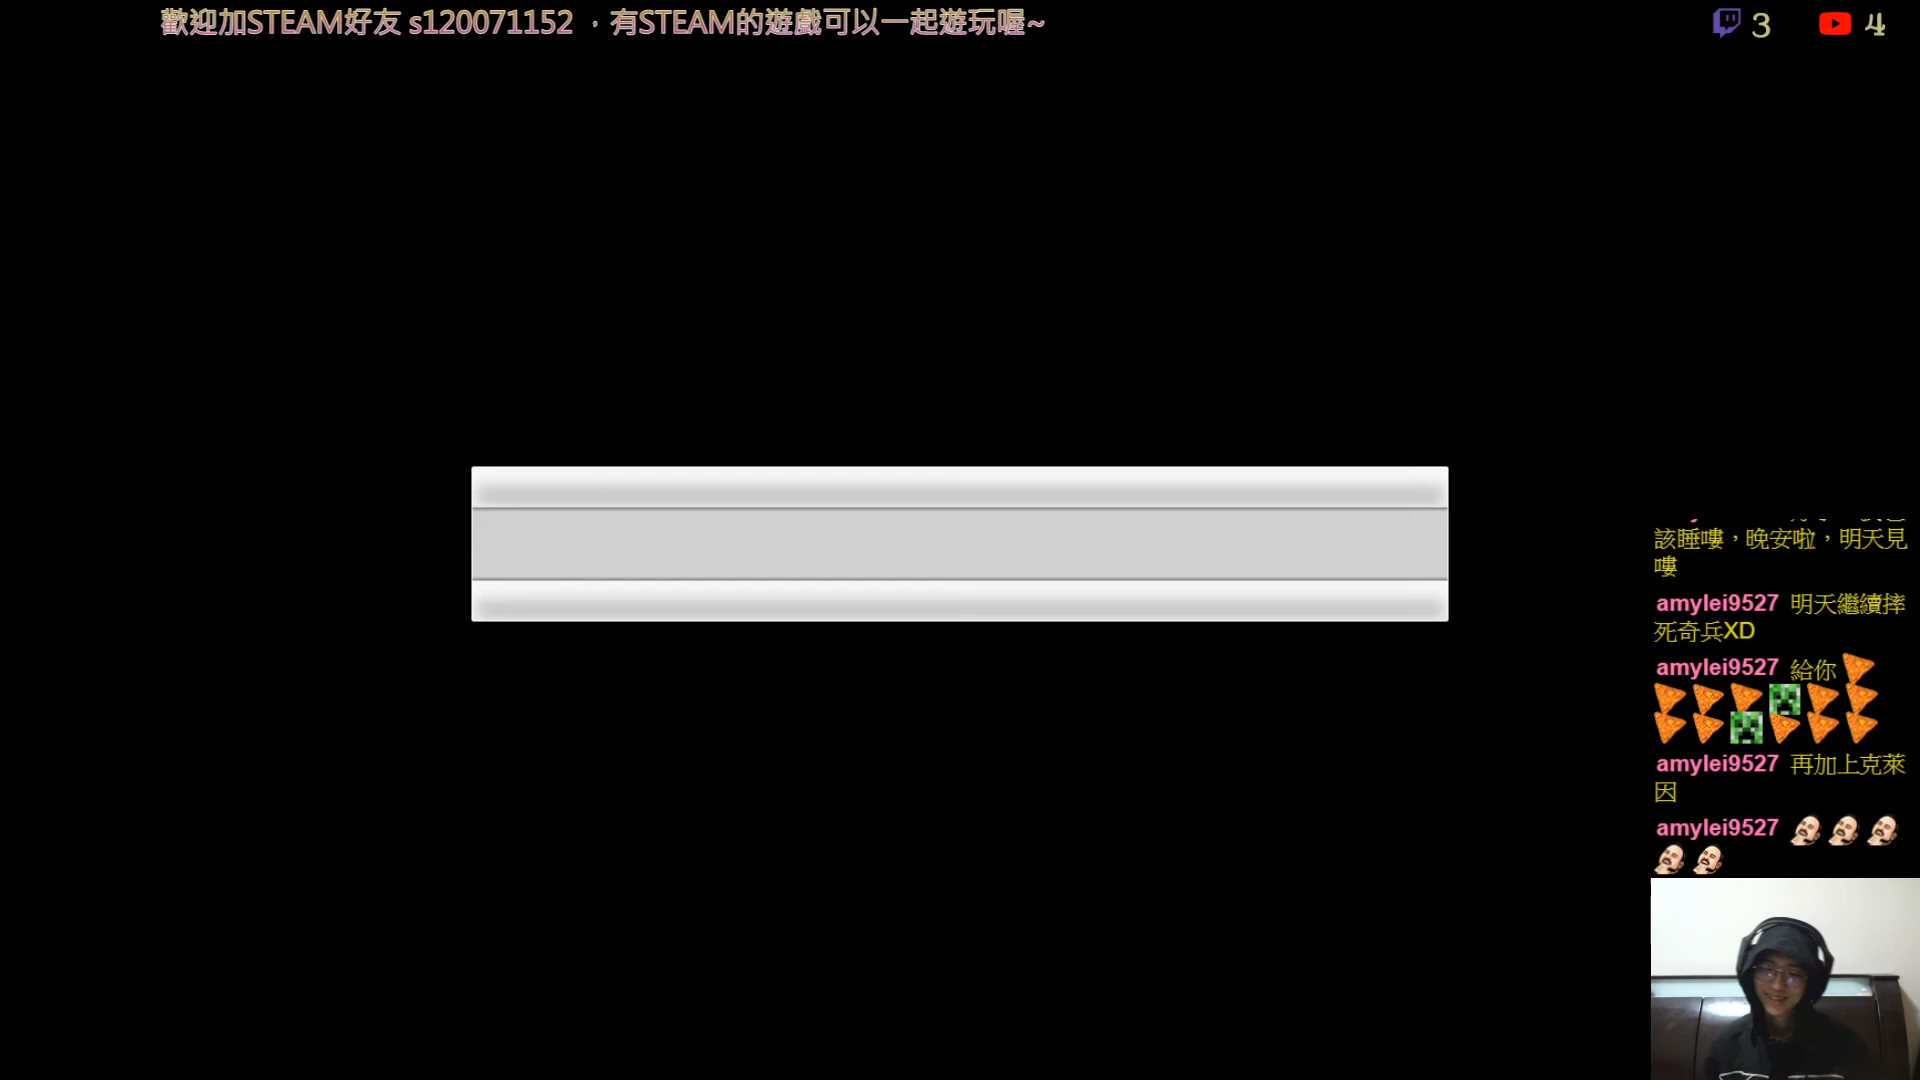 歡迎加STEAM好友 s120071152 ，有STEAM的遊戲可以一起遊玩喔~
3
4
該睡嘍，晚安啦，明天見
嘍
amylei9527 明天繼續摔
死奇兵XD
amylei9527 給你
amylei9527 再加上克萊
因
amylei9527